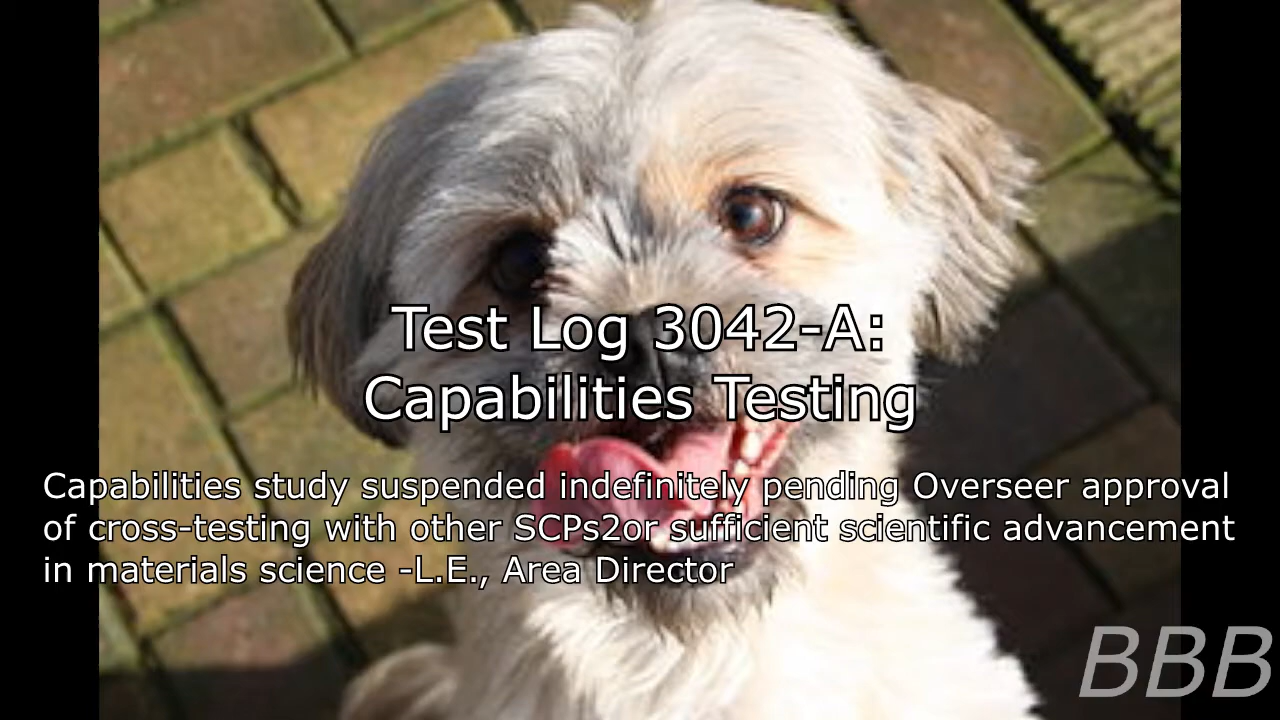 Test Log 3042-A:
Capabilities Testing
Capabilities study suspended indefinitely pending Overseer approval
of cross-testing with other SCPs2or sufficient scientific advancement
in materials science -L.E., Area Director
BBB